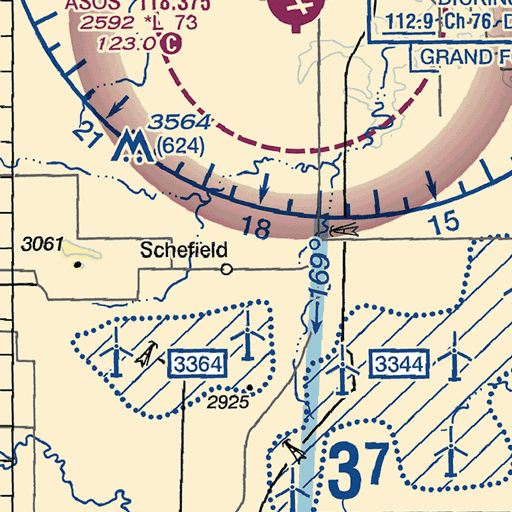 ASOS 118.375
2592 *L 73
123.0 C
112.9 Ch 76
GRAND F
21
3564
(624)
18
15
3061
Schefield
169°
3364
3344
2925
37